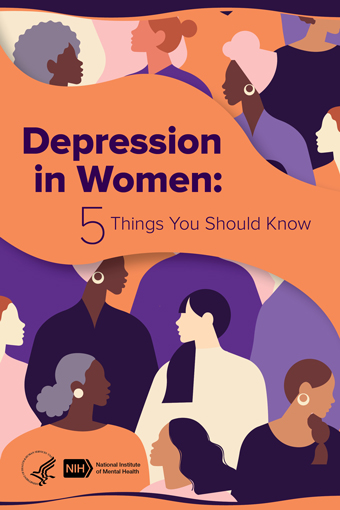 Depression
in Women:
5 Things You Should Know
NIH
National Institute
of Mental Health